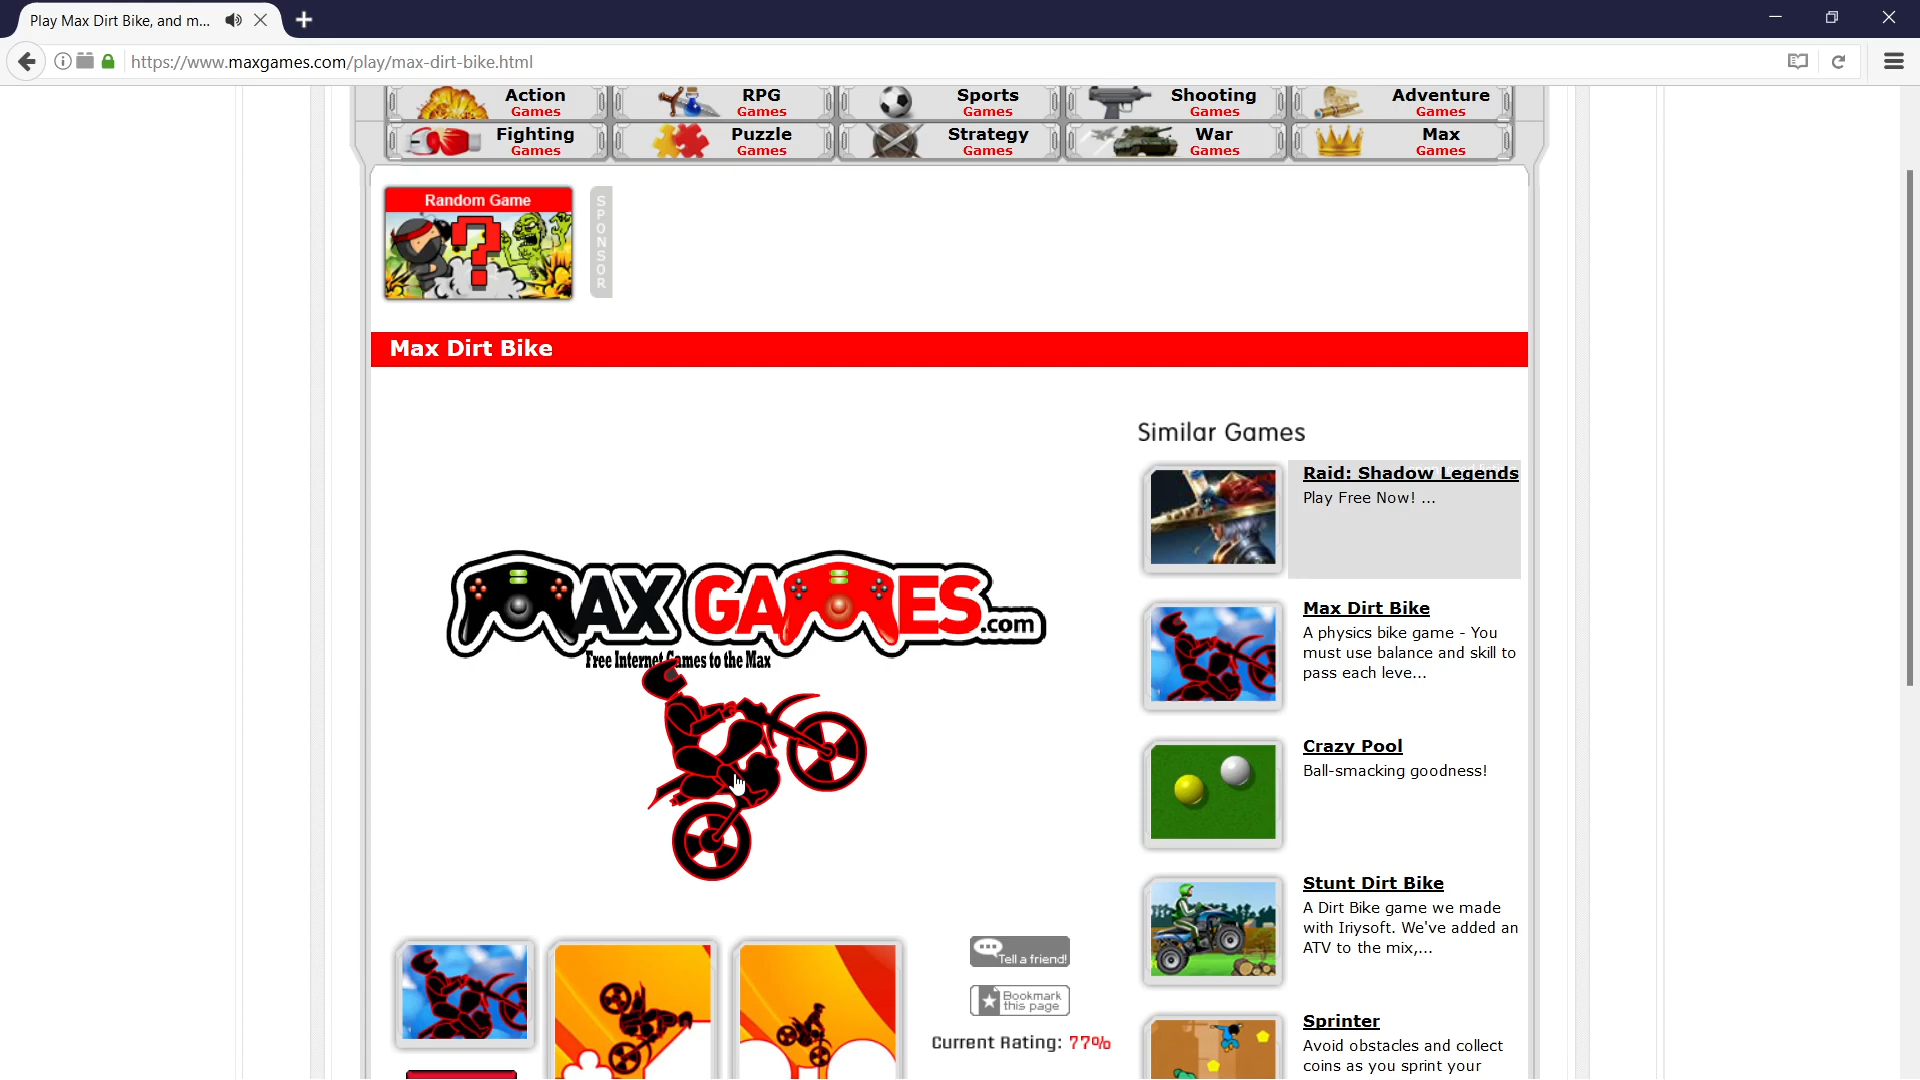 Play Max Dirt Bike, and m...
https://www.maxgames.com/play/max-dirt-bike.html
Action
Games
RPG
Games
Sports
Games
Shooting
Games
Adventure
Games
Fighting
Games
Puzzle
Games
Strategy
Games
War
Games
Max
Games
Random Game
?
SPONSOR
Max Dirt Bike
Similar Games
Raid: Shadow Legends
Play Free Now! ...
Max Dirt Bike
A physics bike game - You
must use balance and skill to
pass each leve...
Crazy Pool
Ball-smacking goodness!
Stunt Dirt Bike
A Dirt Bike game we made
with Iriysoft. We've added an
ATV to the mix,...
Sprinter
Avoid obstacles and collect
coins as you sprint your
MAX GAMES.com
Free Internet Games to the Max
Tell a friend!
Bookmark
this page
Current Rating: 77%